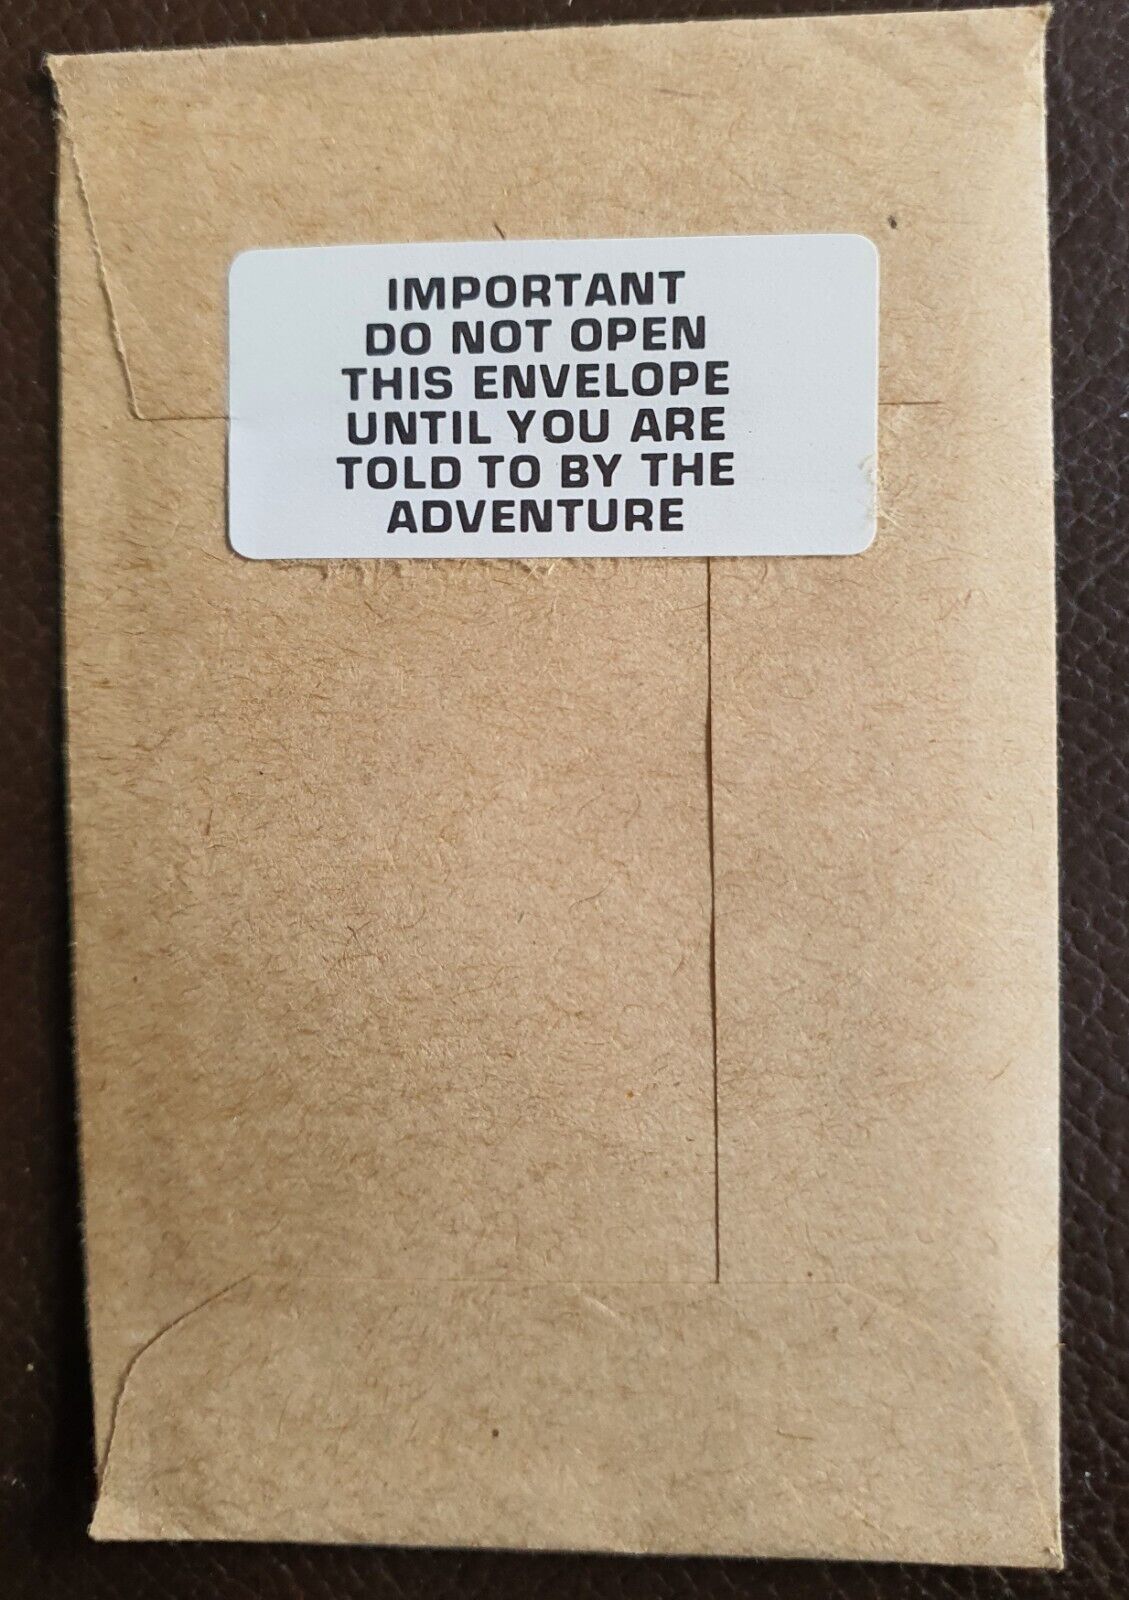 IMPORTANT
DO NOT OPEN
THIS ENVELOPE
UNTIL YOU ARE
TOLD TO BY THE
ADVENTURE